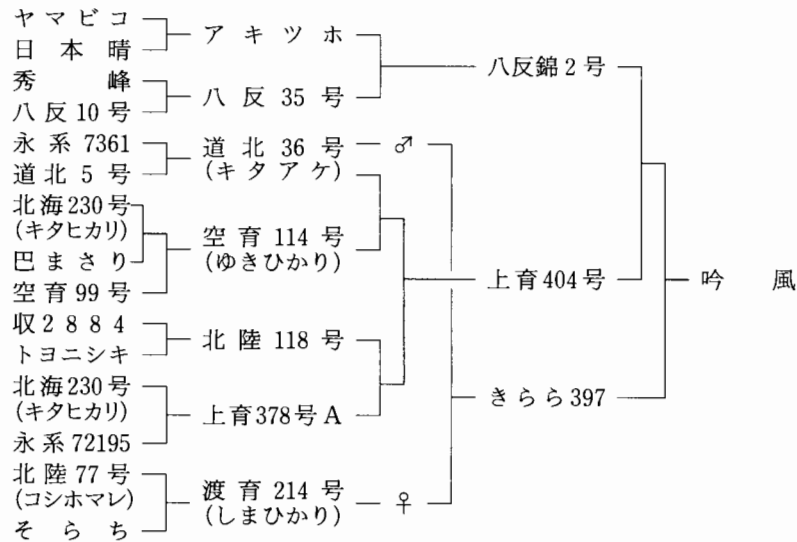 ヤマビコ
日本晴
アキツホ
秀峰
八反10号
八反35号
八反錦2号
永系7361
道北5号
道北36号
(キタアケ)
♂
北海230号
(キタヒカリ)
巴まさり
空育99号
空育114号
(ゆきひかり)
上育404号
吟風
収2884
トヨニシキ
北陸118号
北海230号
(キタヒカリ)
永系72195
上育378号A
きらら397
北陸77号
(コシホマレ)
そらち
渡育214号
(しまひかり)
♀